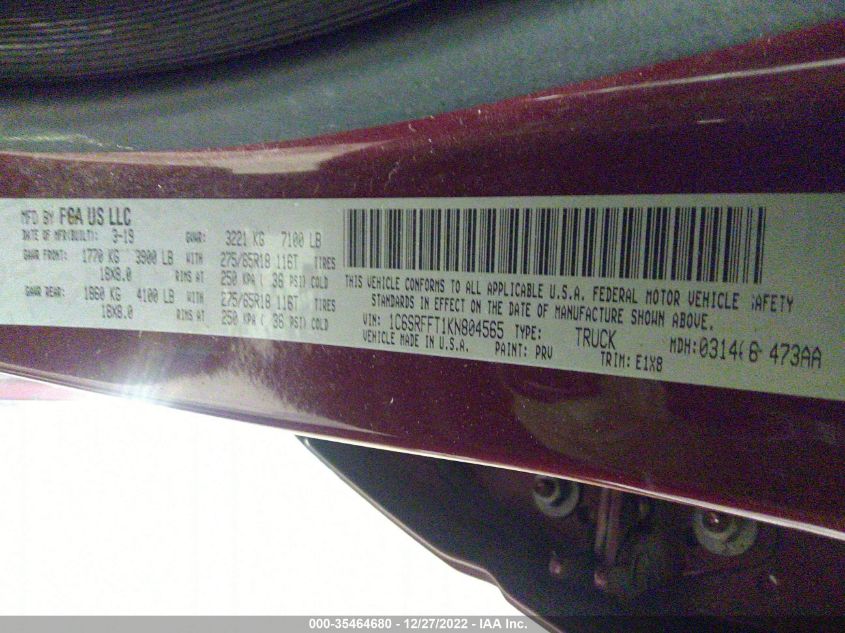 MFD BY FCA US LLC
DATE OF MFR(BUILT): 3-19 GVWR: 3221 KG 7100 LB
GAWR FRONT: 1770 KG 3900 LB WITH 275/65R18 116T TIRES
18X8.0 RIMS AT 250 KPA ( 36 PSI) COLD
GAWR REAR: 1860 KG 4100 LB WITH 275/65R18 116T TIRES
18X8.0 RIMS AT 250 KPA ( 36 PSI) COLD
THIS VEHICLE CONFORMS TO ALL APPLICABLE U.S.A. FEDERAL MOTOR VEHICLE SAFETY
STANDARDS IN EFFECT ON THE DATE OF MANUFACTURE SHOWN ABOVE.
VIN: 1C6SRFFT1KN804565 TYPE: TRUCK MDH: 473AA
VEHICLE MADE IN U.S.A. PAINT: PRV TRIM: E1X8
000-35464680 - 12/27/2022 - IAA Inc.